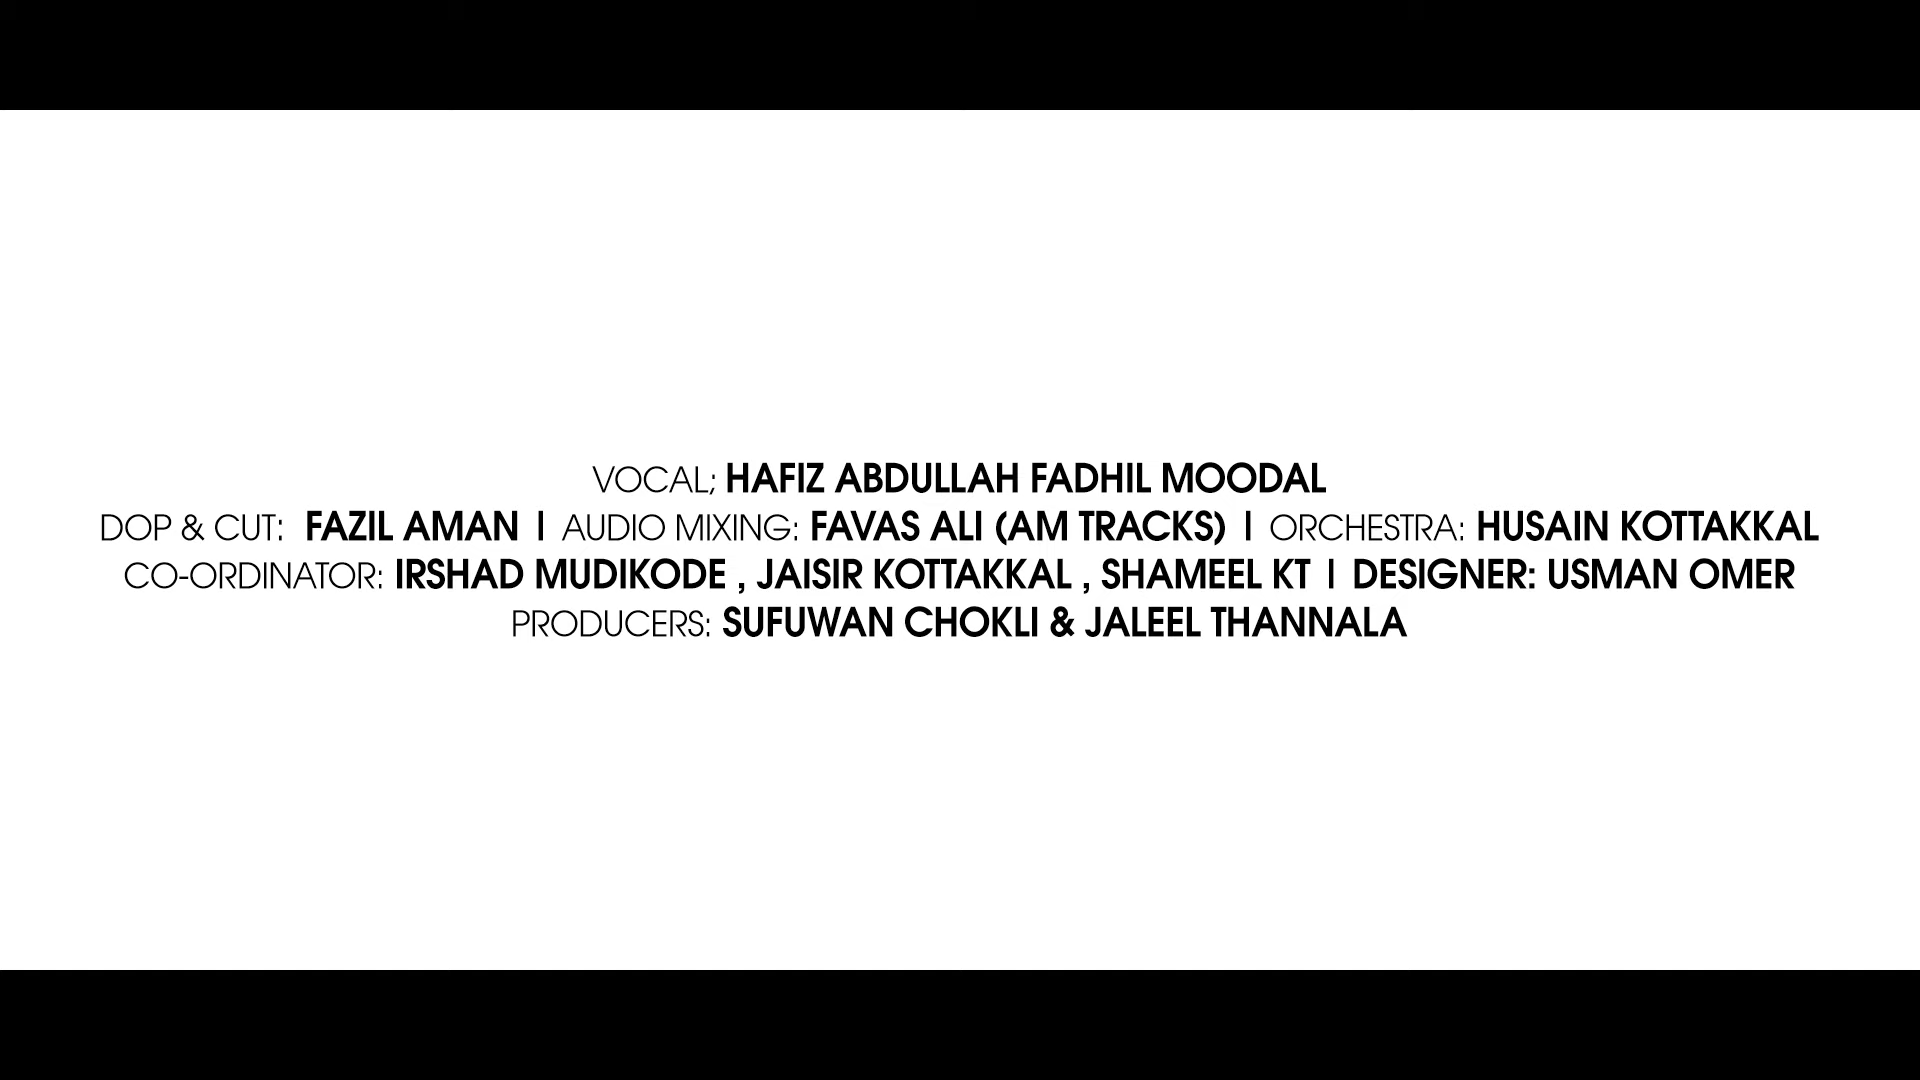 VOCAL; HAFIZ ABDULLAH FADHIL MOODAL
DOP & CUT: FAZIL AMAN | AUDIO MIXING: FAVAS ALI (AM TRACKS) | ORCHESTRA: HUSAIN KOTTAKKAL
CO-ORDINATOR: IRSHAD MUDIKODE , JAISIR KOTTAKKAL , SHAMEEL KT | DESIGNER: USMAN OMER
PRODUCERS: SUFUWAN CHOKLI & JALEEL THANNALA